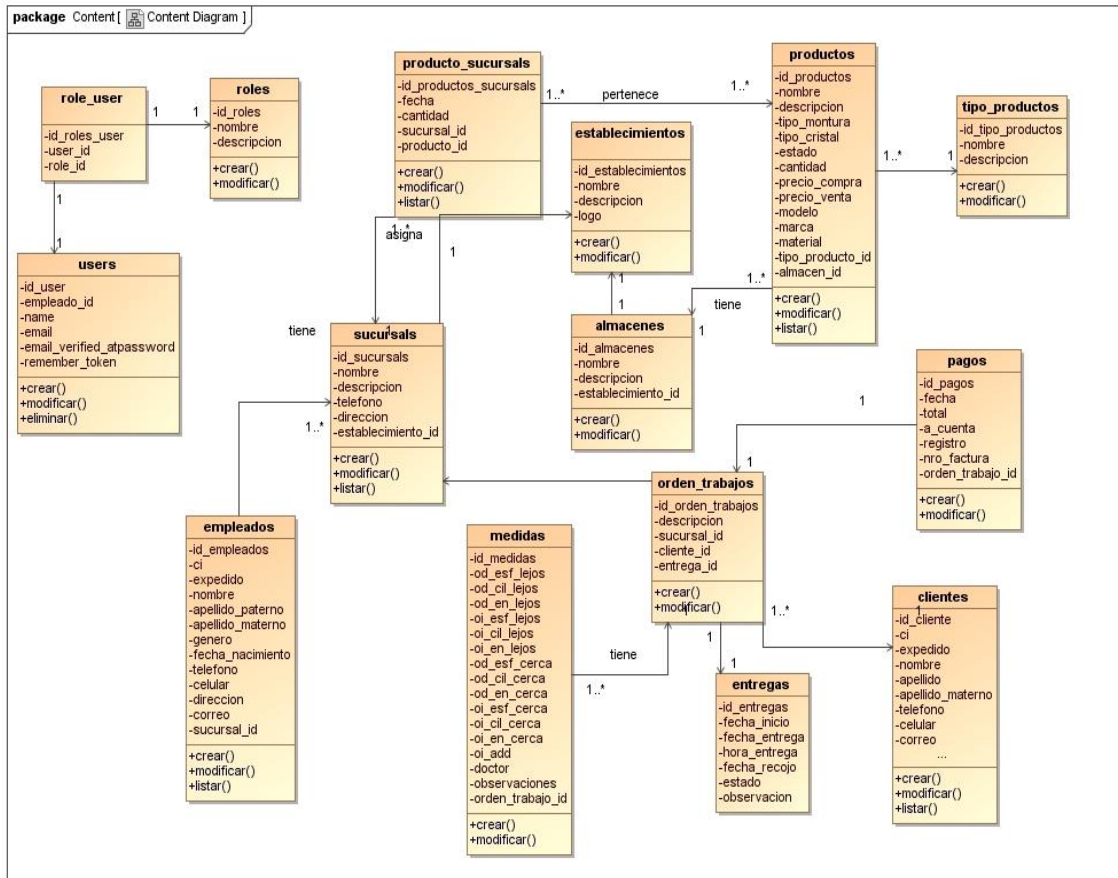 package Content [ Content Diagram ]
role_user
-id_roles_user
-user_id
-role_id
1
1
roles
-id_roles
-nombre
-descripcion
+crear()
+modificar()
1
1
users
-id_user
-empleado_id
-name
-email
-email_verified_atpassword
-remember_token
+crear()
+modificar()
+eliminar()
producto_sucursals
-id_productos_sucursals
-fecha
-cantidad
-sucursal_id
-producto_id
+crear()
+modificar()
+listar()
1..*
pertenece
1..*
productos
-id_productos
-nombre
-descripcion
-tipo_montura
-tipo_cristal
-estado
-cantidad
-precio_compra
-precio_venta
-modelo
-marca
-material
-tipo_producto_id
-almacen_id
+crear()
+modificar()
+listar()
1..*
1
tipo_productos
-id_tipo_productos
-nombre
-descripcion
+crear()
+modificar()
establecimientos
-id_establecimientos
-nombre
-descripcion
-logo
+crear()
+modificar()
1..*
asigna
1
1
1
1..*
tiene
1
almacenes
-id_almacenes
-nombre
-descripcion
-establecimiento_id
+crear()
+modificar()
tiene
1
sucursals
-id_sucursals
-nombre
-descripcion
-telefono
-direccion
-establecimiento_id
+crear()
+modificar()
+listar()
1..*
pagos
-id_pagos
-fecha
-total
-a_cuenta
-registro
-nro_factura
-orden_trabajo_id
+crear()
+modificar()
1
1
orden_trabajos
-id_orden_trabajos
-descripcion
-sucursal_id
-cliente_id
-entrega_id
+crear()
+modificar()
1
1..*
1
1
empleados
-id_empleados
-ci
-expedido
-nombre
-apellido_paterno
-apellido_materno
-genero
-fecha_nacimiento
-telefono
-celular
-direccion
-correo
-sucursal_id
+crear()
+modificar()
+listar()
medidas
-id_medidas
-od_esf_lejos
-od_cil_lejos
-od_en_lejos
-oi_esf_lejos
-oi_cil_lejos
-oi_en_lejos
-od_esf_cerca
-od_cil_cerca
-od_en_cerca
-oi_esf_cerca
-oi_cil_cerca
-oi_en_cerca
-oi_add
-doctor
-observaciones
-orden_trabajo_id
+crear()
+modificar()
tiene
1..*
entregas
-id_entregas
-fecha_inicio
-fecha_entrega
-hora_entrega
-fecha_recojo
-estado
-observacion
clientes
1
-id_cliente
-ci
-expedido
-nombre
-apellido
-apellido_materno
-telefono
-celular
-correo
...
+crear()
+modificar()
+listar()